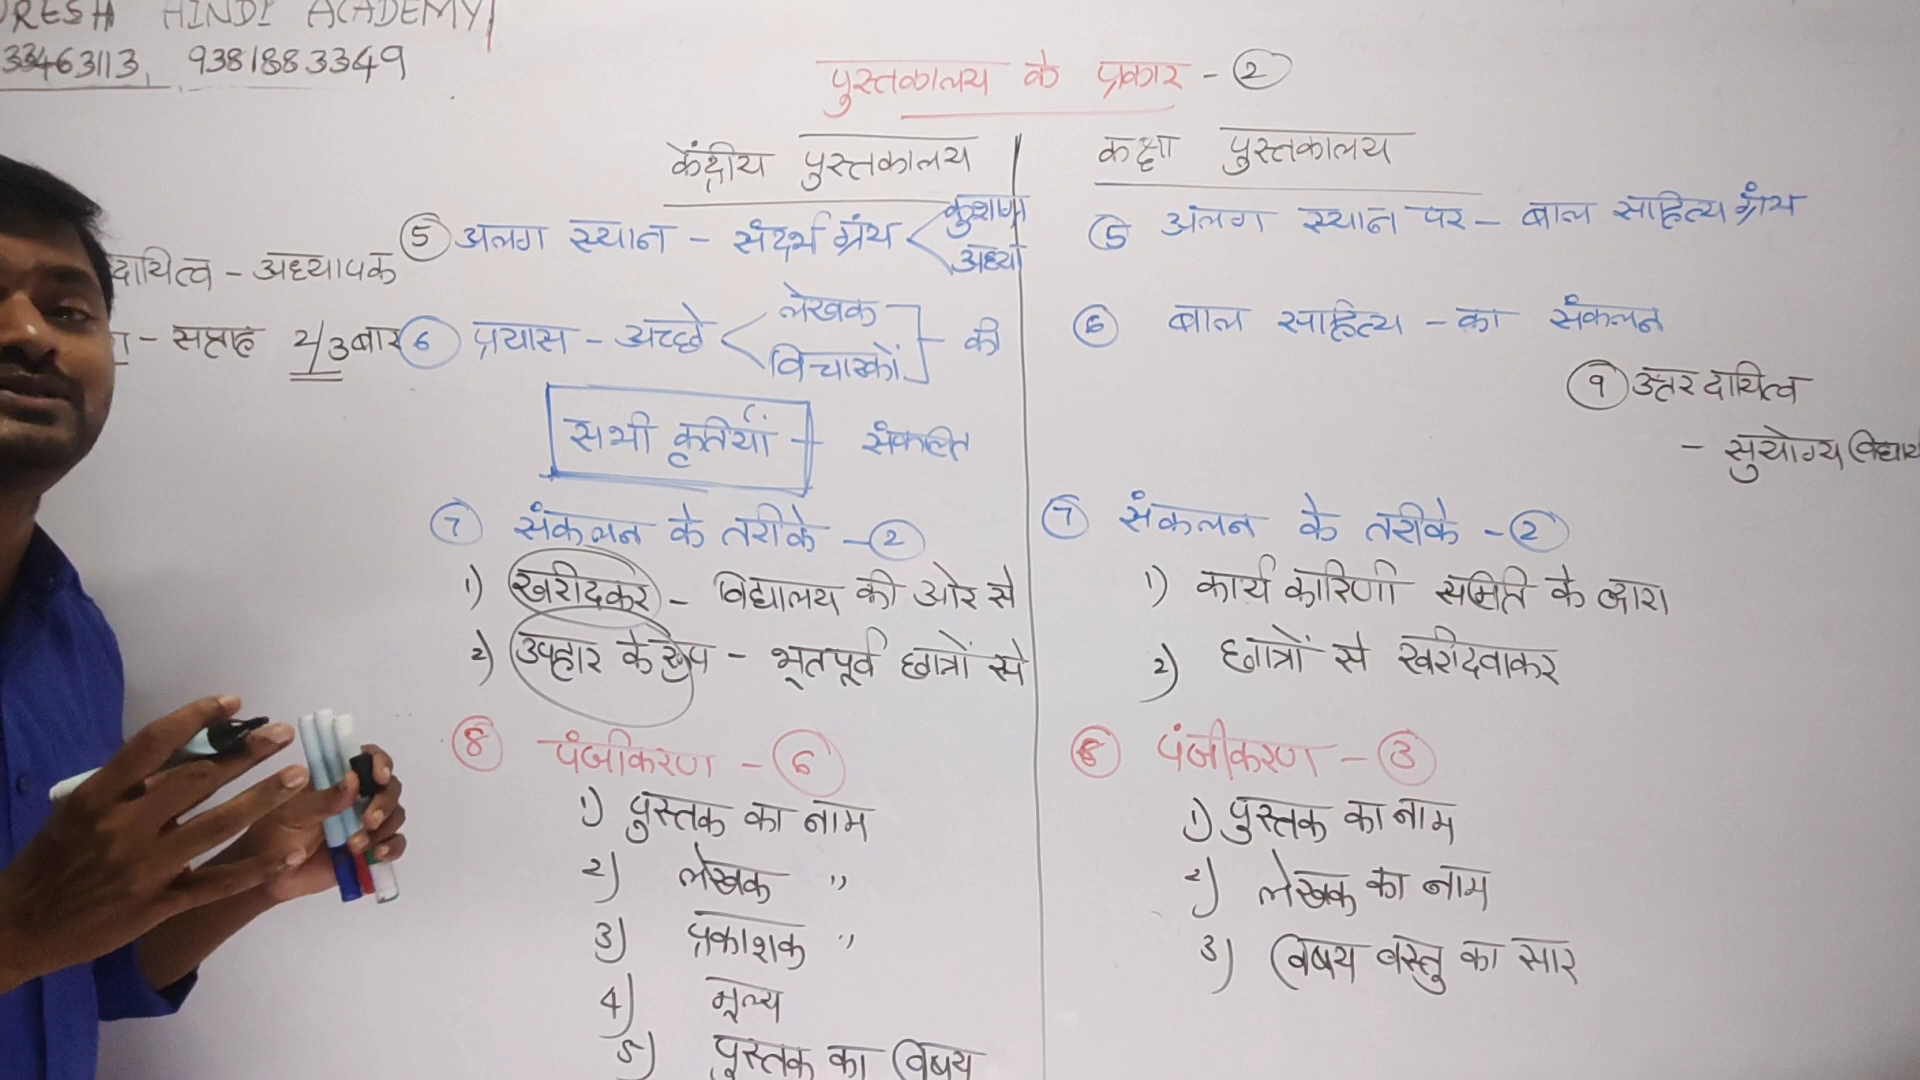 HINDI ACADEMY
33463113, 9381883349
पुस्तकालय के प्रकार - 2
केंद्रीय पुस्तकालय
दायित्व - अध्यापक
- सप्ताह 2/3 बार
5 अलग स्थान - संदर्भ ग्रंथ
6 प्रयास - अच्छे लेखक विचारकों की
सभी कृतियाँ संकलित
7 संकलन के तरीके - 2
1) खरीदकर - विद्यालय की ओर से
2) उपहार के रूप - भूतपूर्व छात्रों से
8 पंजीकरण - 6
1) पुस्तक का नाम
2) लेखक "
3) प्रकाशक "
4) मूल्य
5) पुस्तक का विषय
कक्षा पुस्तकालय
5 अलग स्थान पर - बाल साहित्य ग्रंथ
6 बाल साहित्य - का संकलन
9 उत्तरदायित्व
- सुयोग्य
7 संकलन के तरीके - 2
1) कार्य कारिणी समिति के द्वारा
2) छात्रों से खरीदवाकर
8 पंजीकरण - 3
1) पुस्तक का नाम
2) लेखक का नाम
3) विषय वस्तु का सार